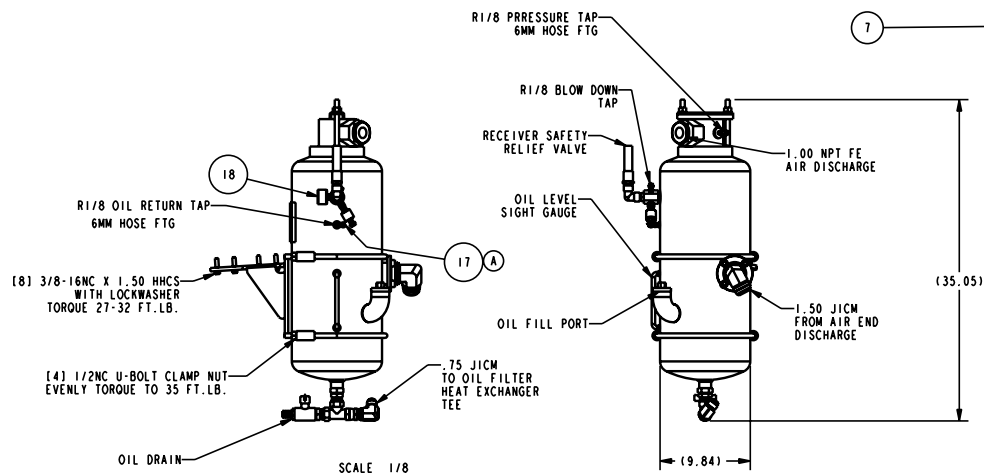 R1/8 PRRESSURE TAP
6MM HOSE FTG
7
R1/8 BLOW DOWN
TAP
RECEIVER SAFETY
RELIEF VALVE
1.00 NPT FE
AIR DISCHARGE
18
R1/8 OIL RETURN TAP
6MM HOSE FTG
OIL LEVEL
SIGHT GAUGE
17
A
[8] 3/8-16NC X 1.50 HHCS
WITH LOCKWASHER
TORQUE 27-32 FT.LB.
(35.05)
OIL FILL PORT
1.50 JICM
FROM AIR END
DISCHARGE
[4] 1/2NC U-BOLT CLAMP NUT
EVENLY TORQUE TO 35 FT.LB.
.75 JICM
TO OIL FILTER
HEAT EXCHANGER
TEE
OIL DRAIN
(9.84)
SCALE 1/8